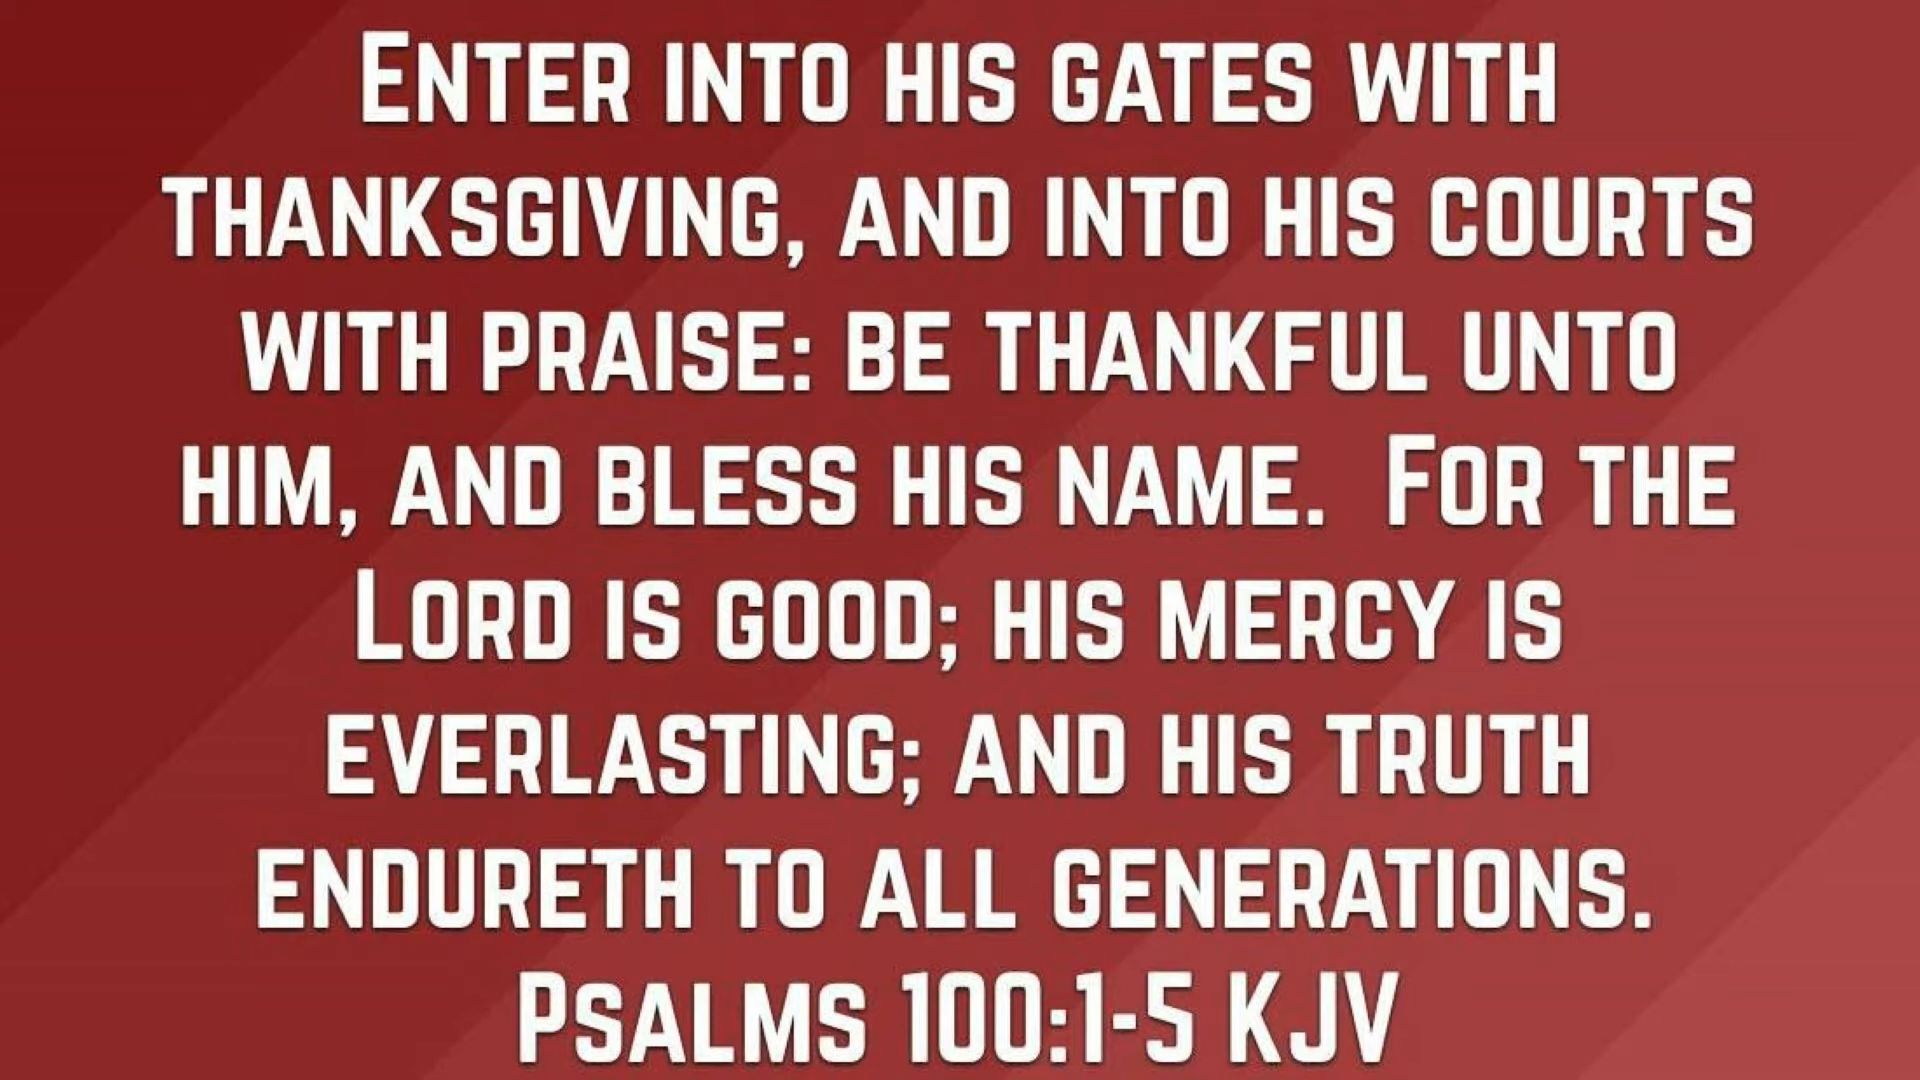 Enter into his gates with
thanksgiving, and into his courts
with praise: be thankful unto
him, and bless his name.  For the
Lord is good; his mercy is
everlasting; and his truth
endureth to all generations.
Psalms 100:1-5 KJV